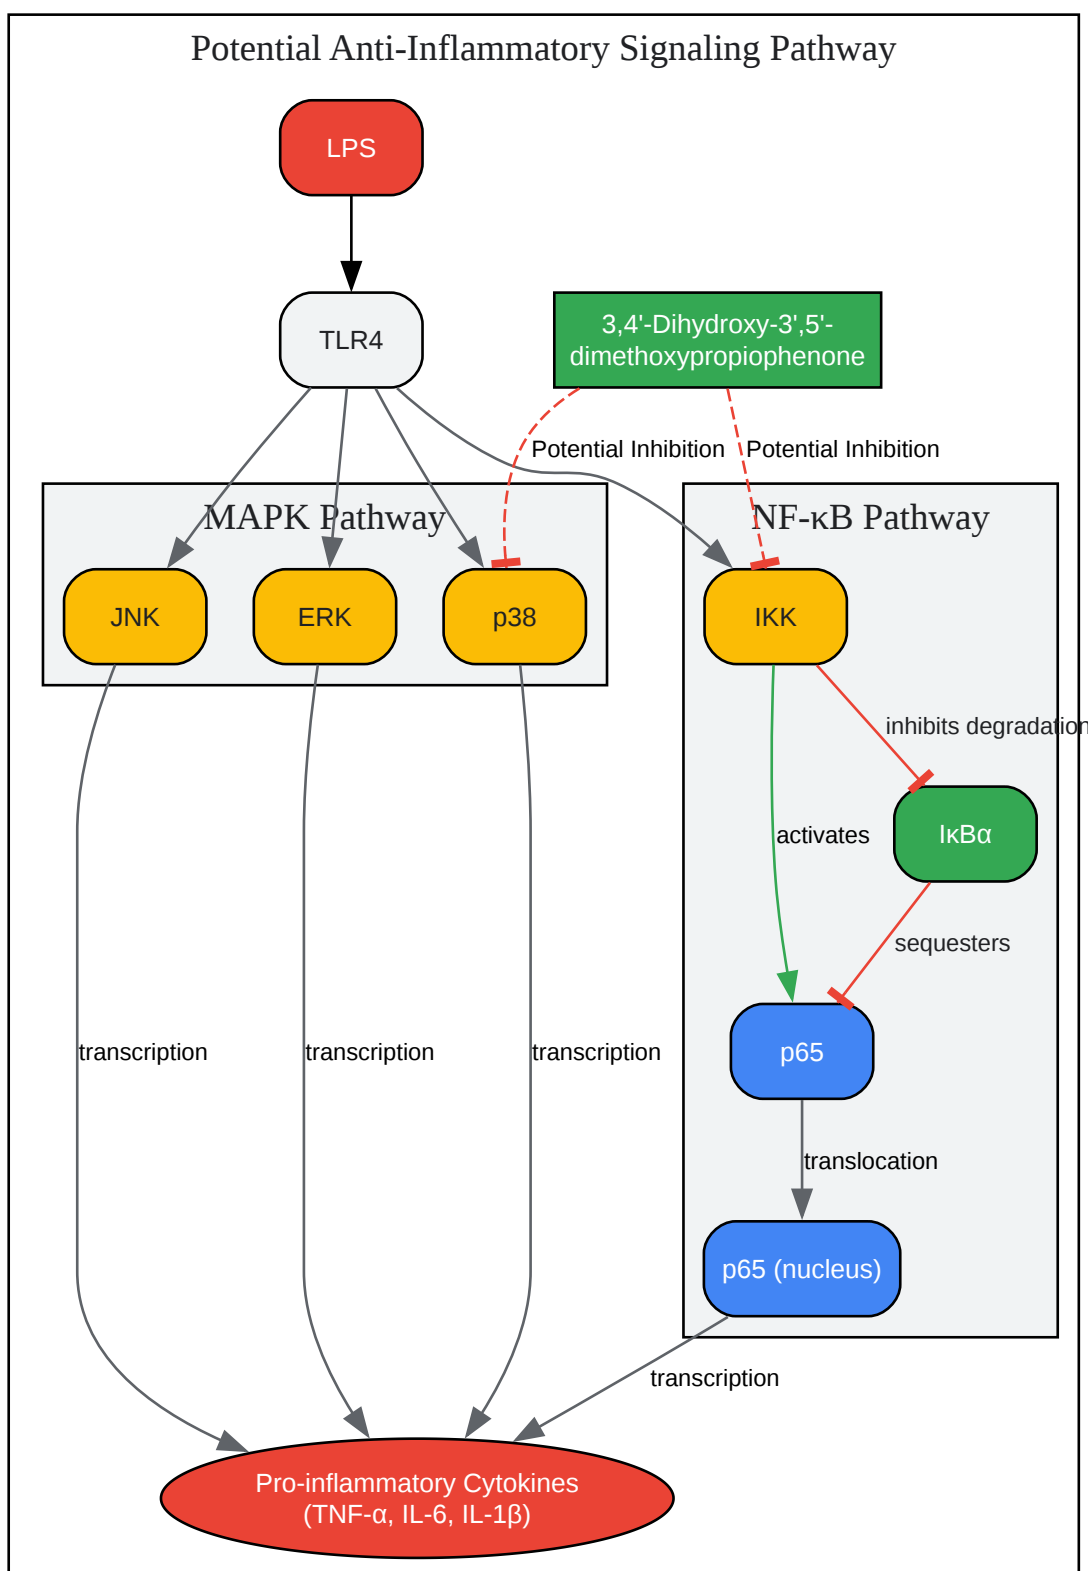 Potential Anti-Inflammatory Signaling Pathway
LPS
TLR4
3,4'-Dihydroxy-3',5'-
dimethoxypropiophenone
Potential Inhibition
Potential Inhibition
MAPK Pathway
NF-κB Pathway
JNK
ERK
p38
IKK
inhibits degradation
activates
IκBα
sequesters
transcription
transcription
transcription
p65
translocation
p65 (nucleus)
transcription
Pro-inflammatory Cytokines
(TNF-α, IL-6, IL-1β)